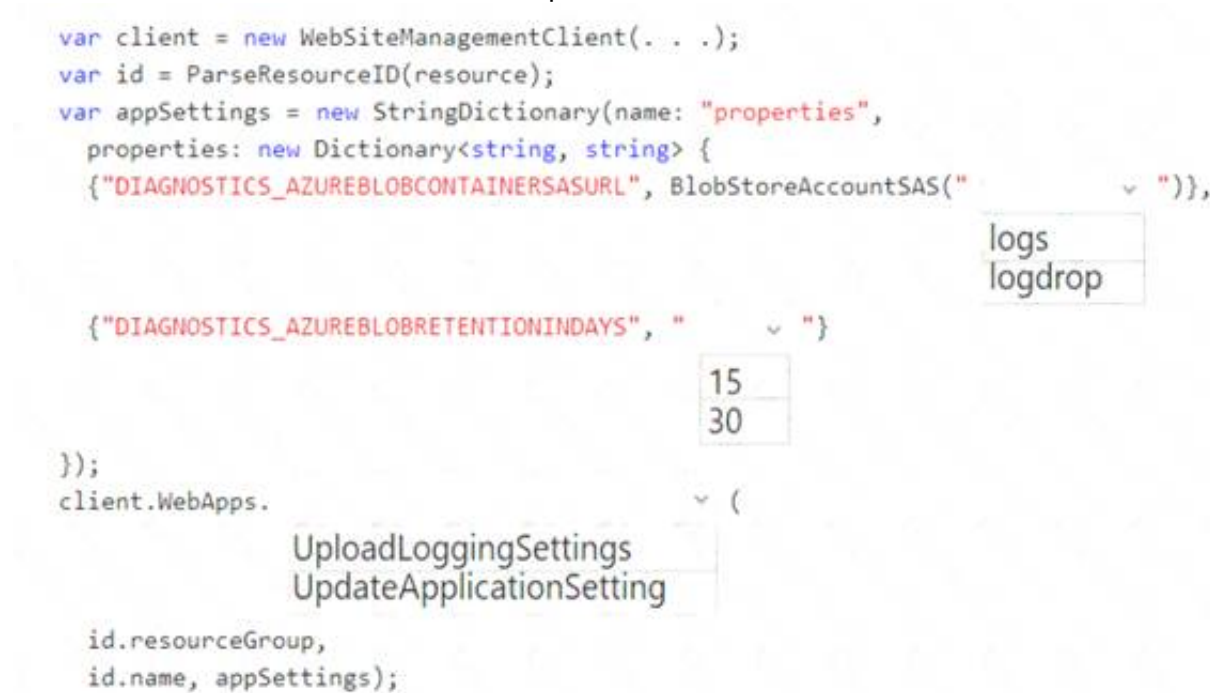 var client = new WebSiteManagementClient(. . .);
var id = ParseResourceID(resource);
var appSettings = new StringDictionary(name: "properties",
properties: new Dictionary<string, string> {
{"DIAGNOSTICS_AZUREBLOBCONTAINERSASURL", BlobStoreAccountSAS(" ")},
logs
logdrop
{"DIAGNOSTICS_AZUREBLOBRETENTIONINDAYS", " "}
15
30
});
client.WebApps. (
UploadLoggingSettings
UpdateApplicationSetting
id.resourceGroup,
id.name, appSettings);